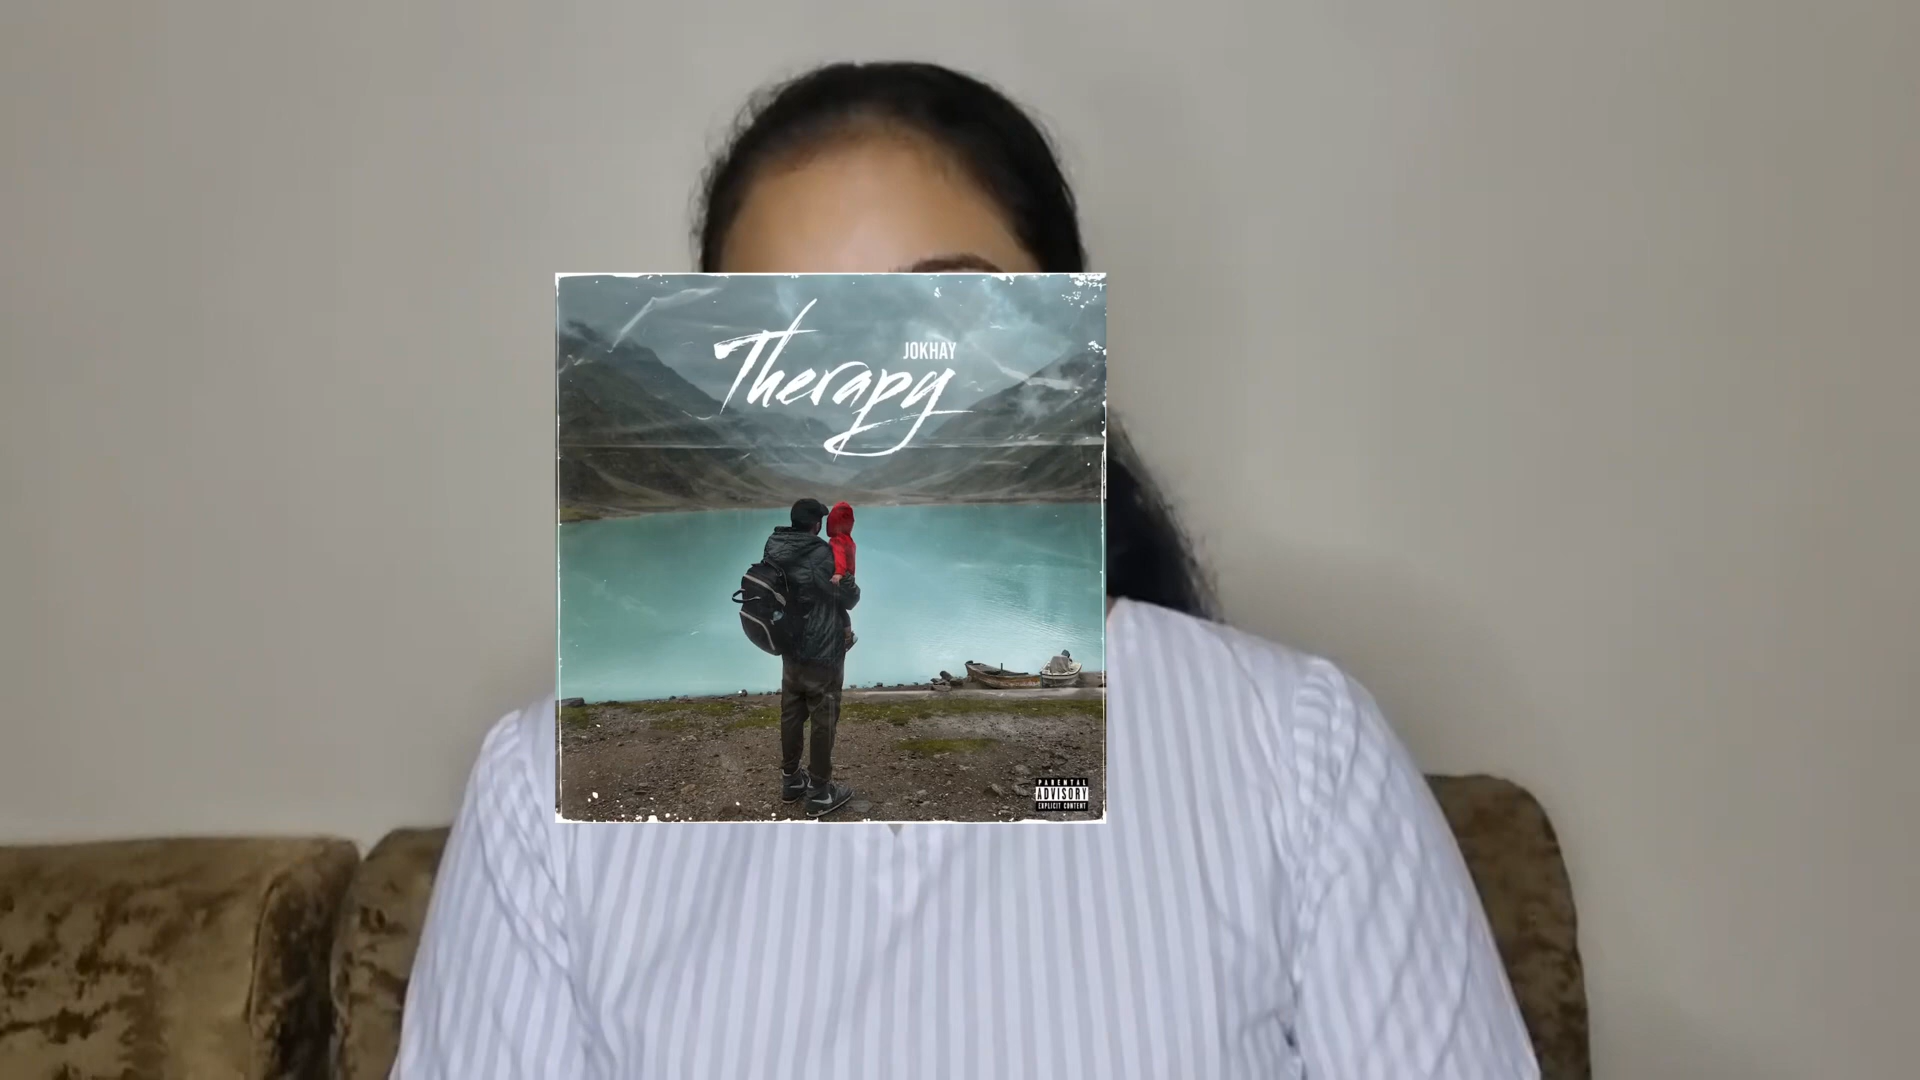 JOKHAY
Therapy
PARENTAL
ADVISORY
EXPLICIT CONTENT